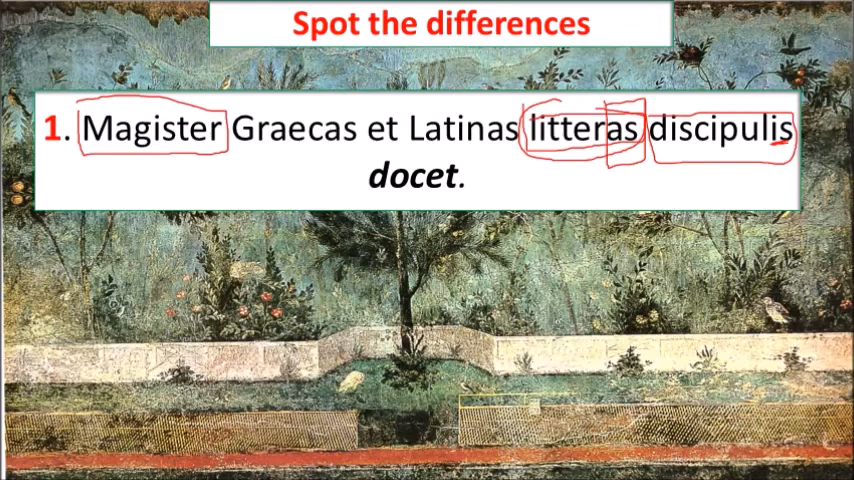 Spot the differences
1. Magister Graecas et Latinas litteras discipulis
docet.